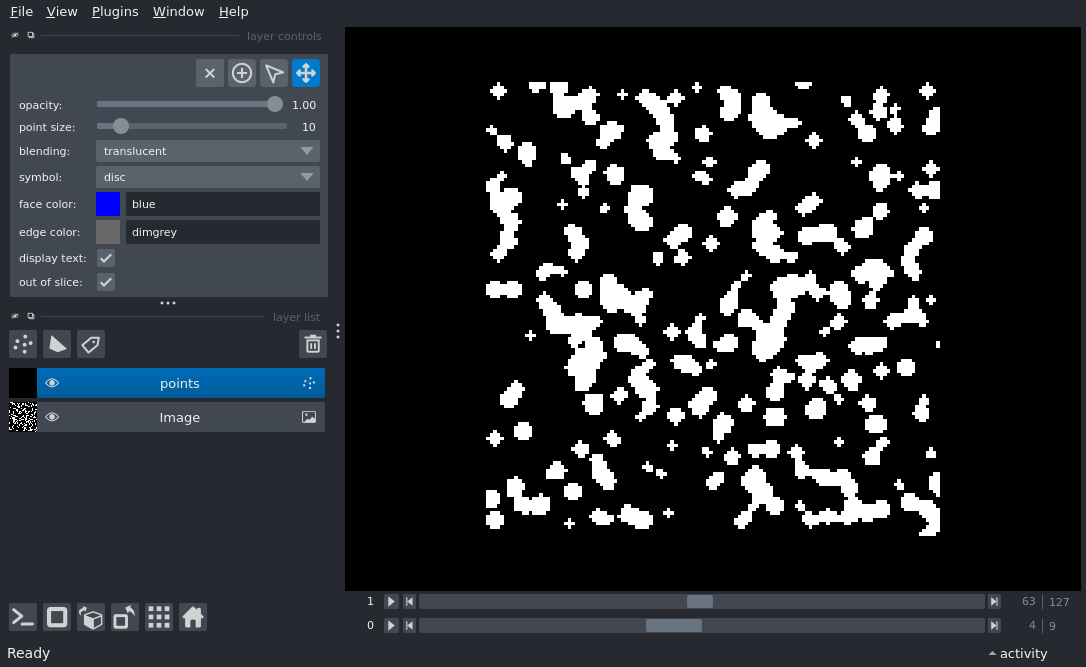 File View Plugins Window Help
layer controls
opacity: 1.00
point size: 10
blending: translucent
symbol: disc
face color: blue
edge color: dimgrey
display text:
out of slice:
layer list
points
Image
1 63 | 127
0 4 | 9
Ready activity